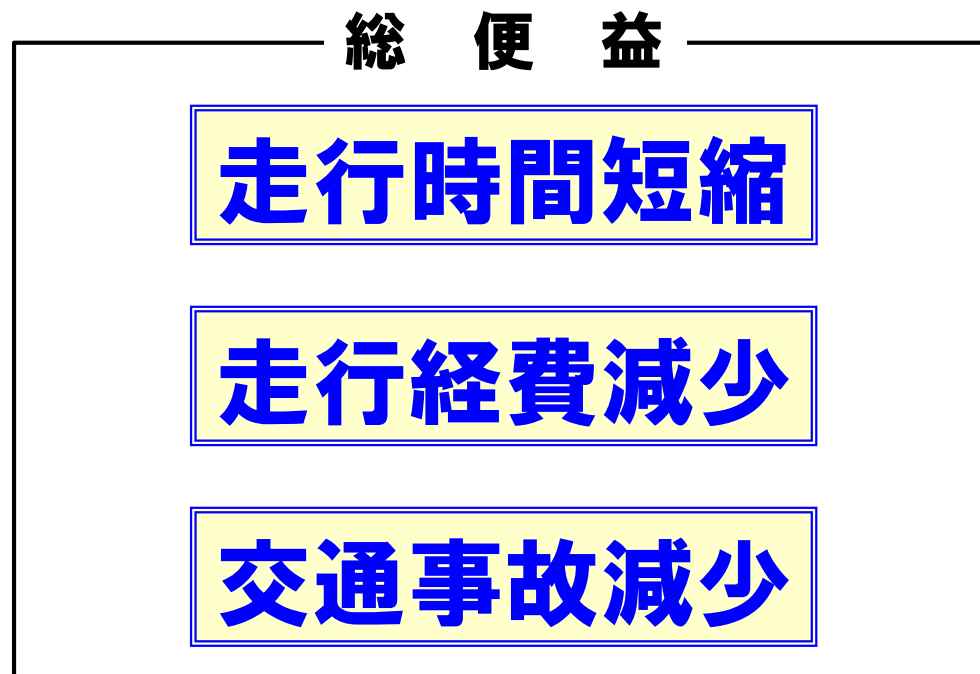 総 便 益
走行時間短縮
走行経費減少
交通事故減少